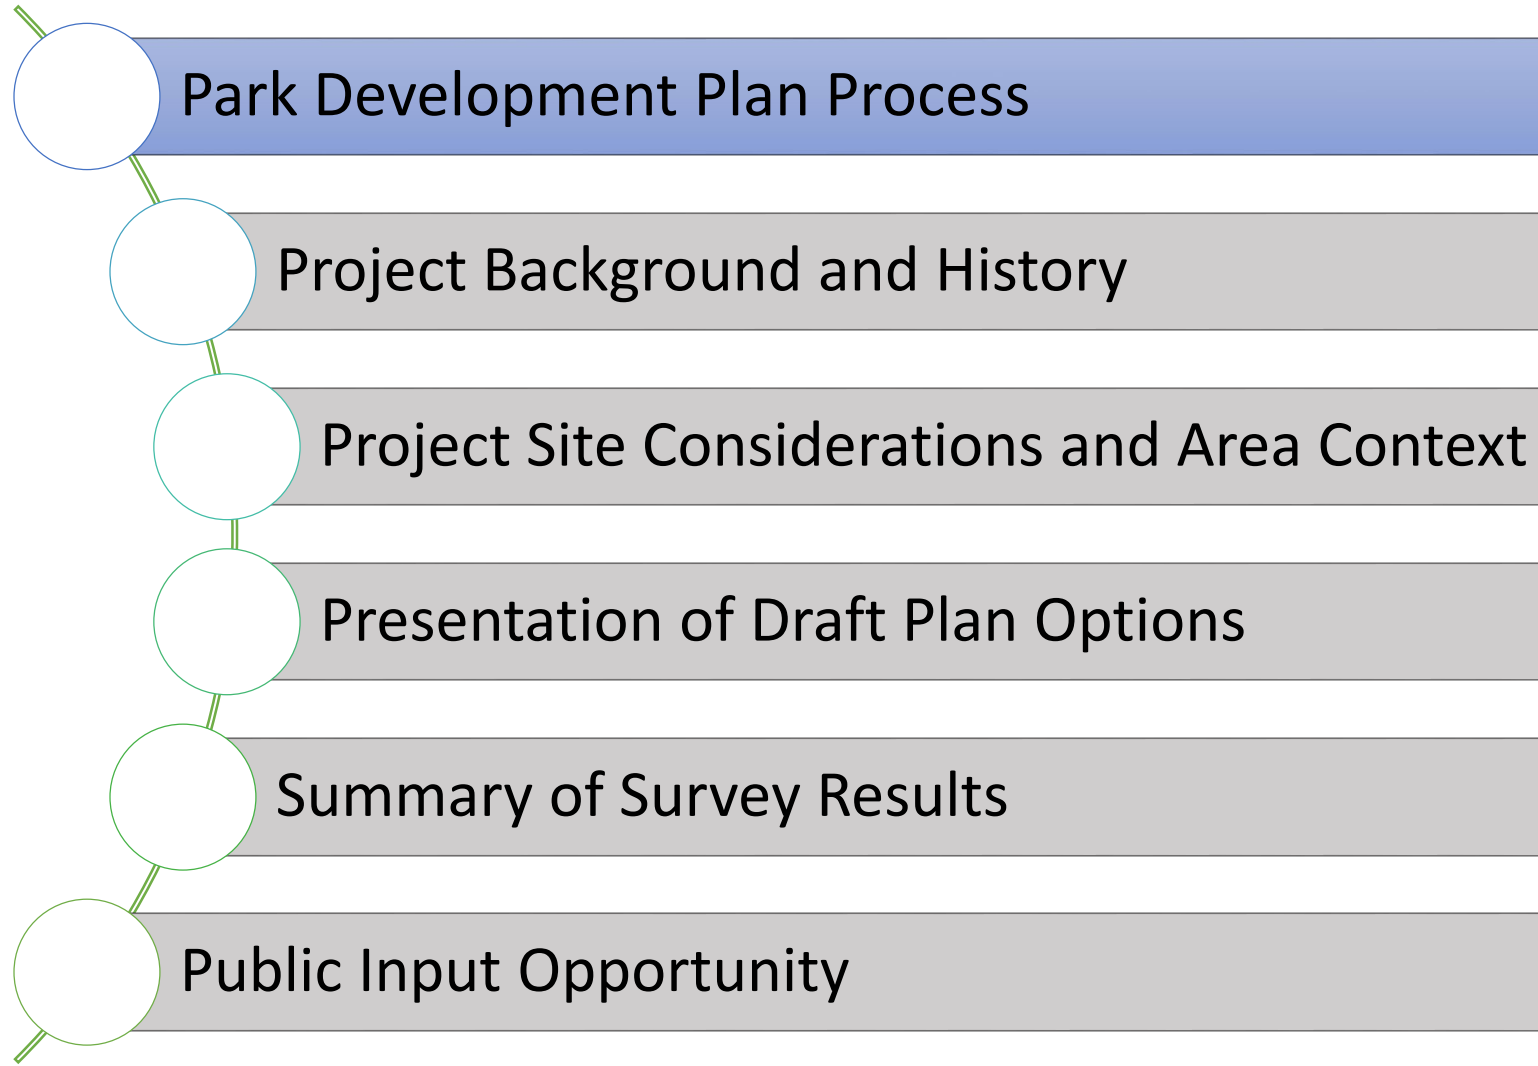 Park Development Plan Process
Project Background and History
Project Site Considerations and Area Context
Presentation of Draft Plan Options
Summary of Survey Results
Public Input Opportunity